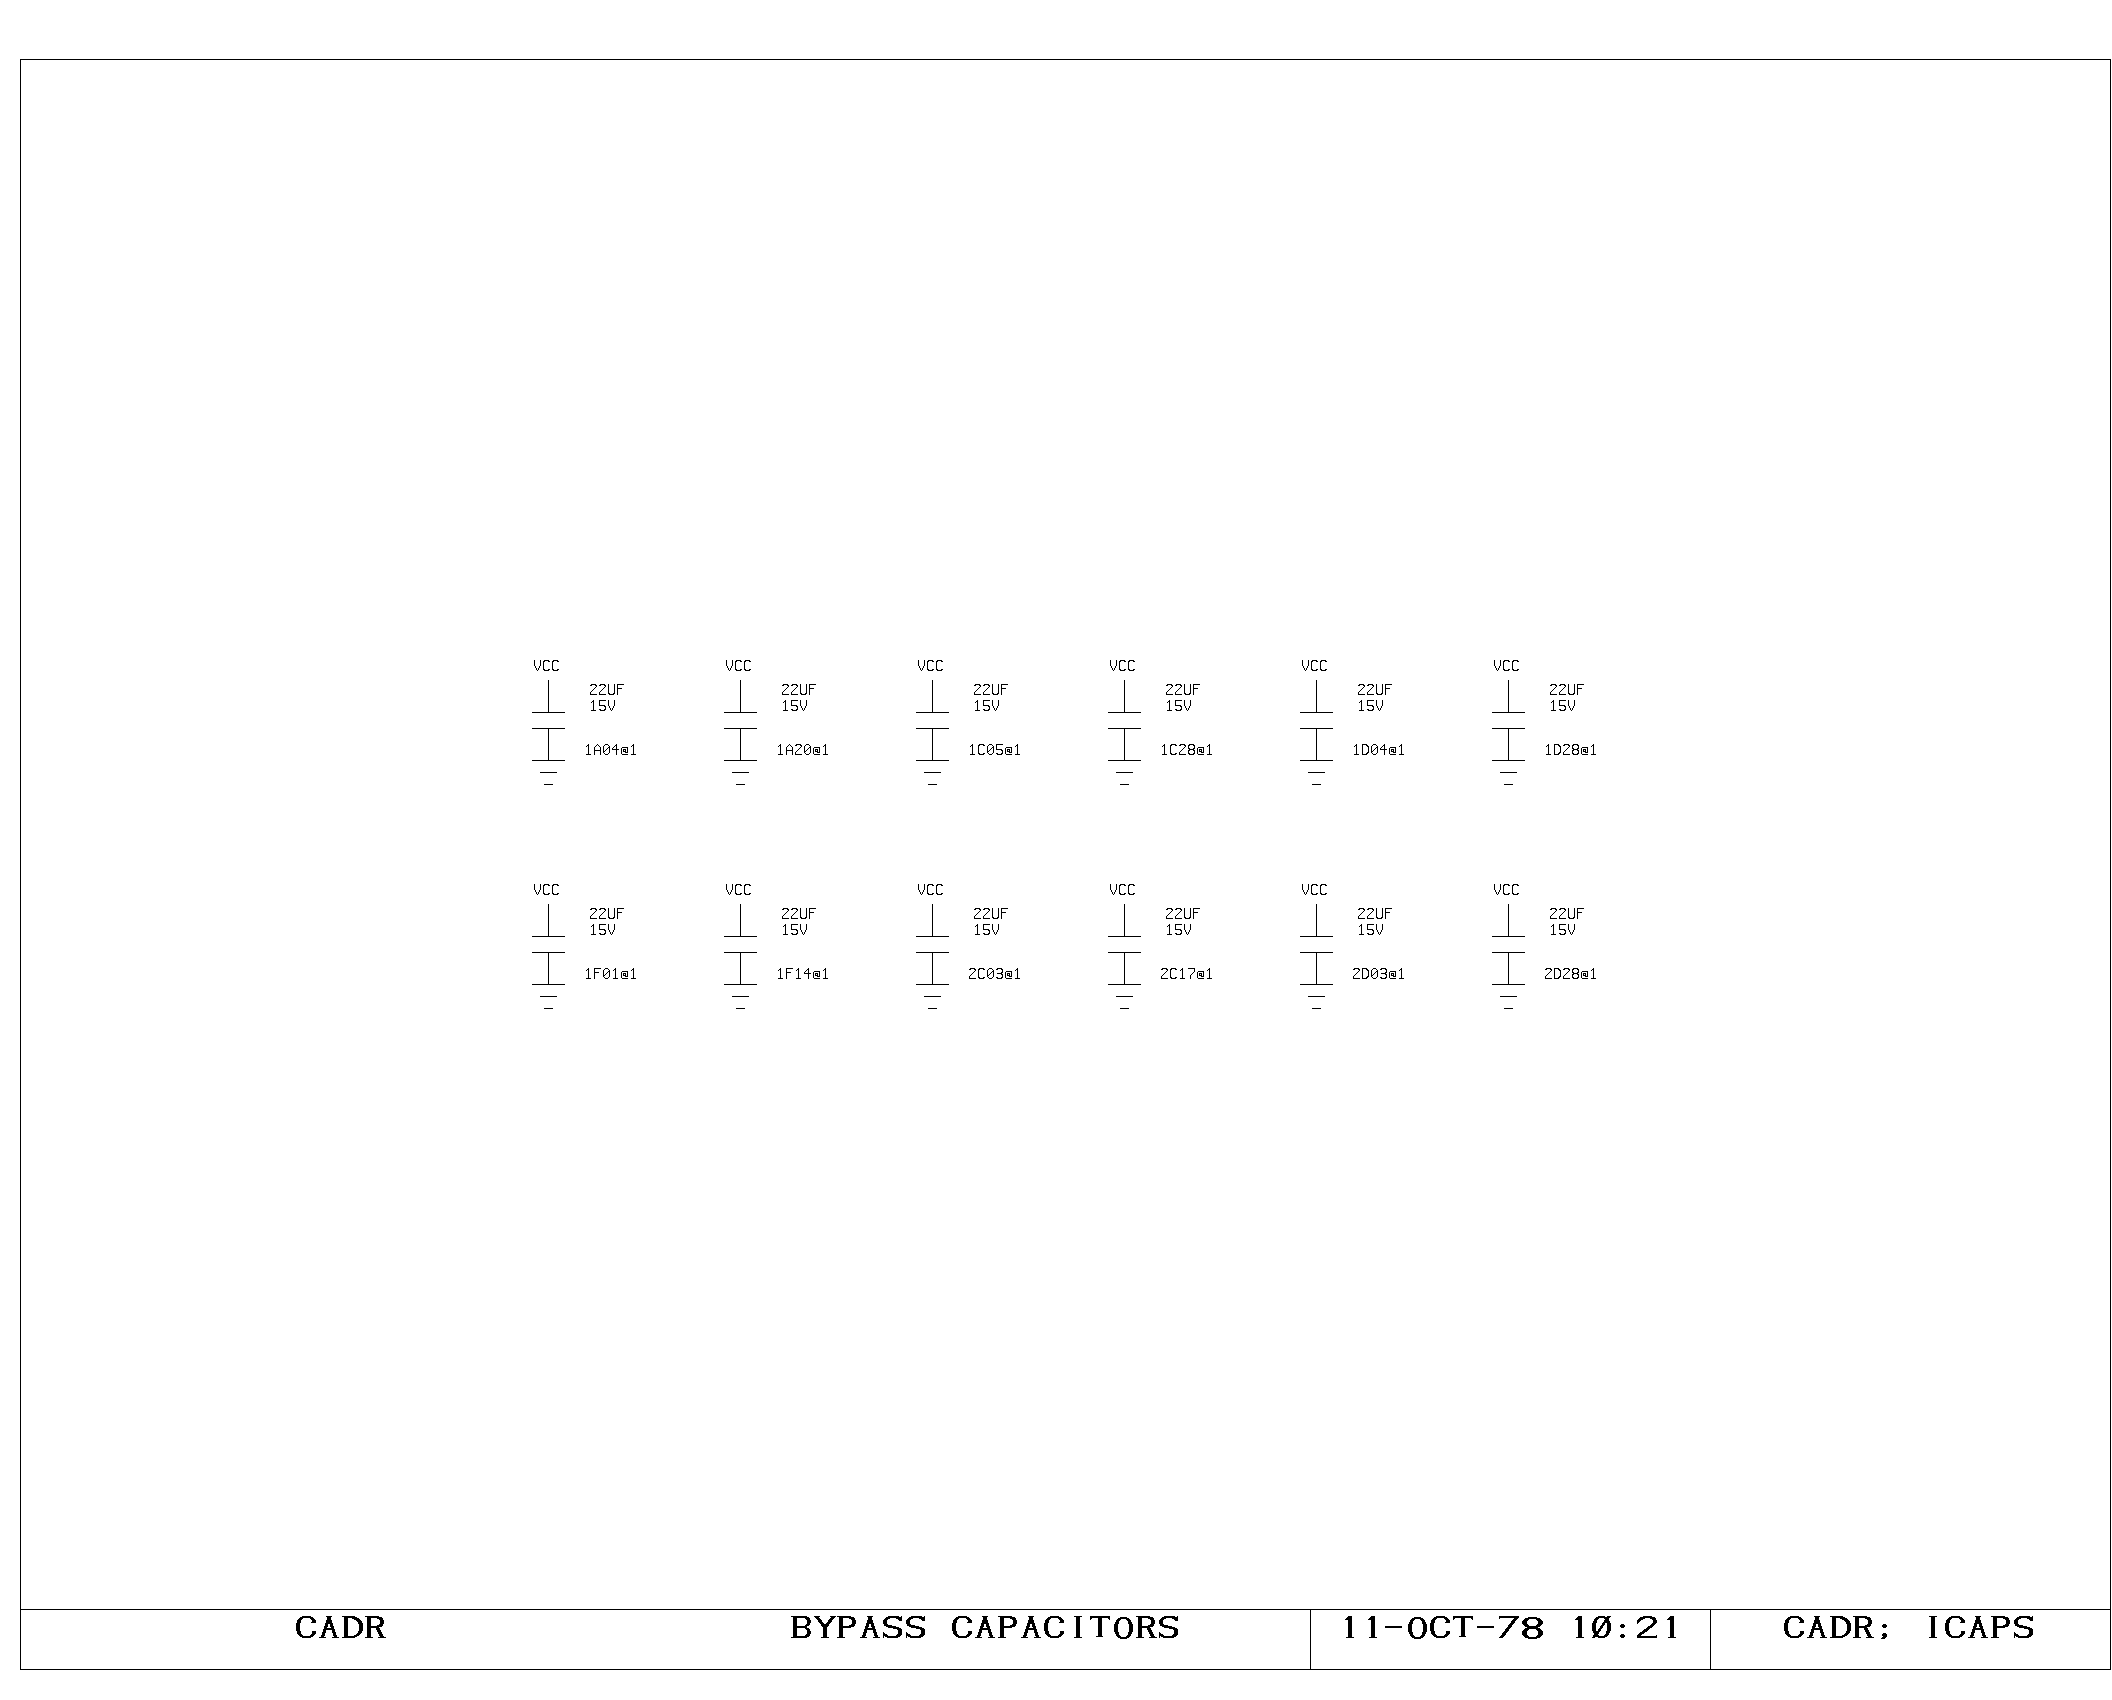 VCC VCC VCC VCC VCC VCC
22UF 22UF 22UF 22UF 22UF 22UF
15V 15V 15V 15V 15V 15V
1A04@1 1A20@1 1C05@1 1C28@1 1D04@1 1D28@1
VCC VCC VCC VCC VCC VCC
22UF 22UF 22UF 22UF 22UF 22UF
15V 15V 15V 15V 15V 15V
1F01@1 1F14@1 2C03@1 2C17@1 2D03@1 2D28@1
CADR BYPASS CAPACITORS 11-OCT-78 10:21 CADR; ICAPS